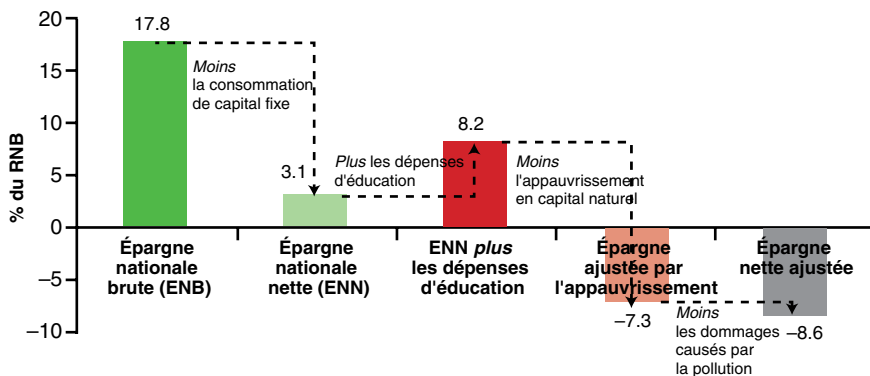 % du RNB
20
15
10
5
0
–5
–10
17.8
Moins
la consommation
de capital fixe
3.1
Plus les dépenses
d'éducation
8.2
Moins
l'appauvrissement
en capital naturel
Épargne
nationale
brute (ENB)
Épargne
nationale
nette (ENN)
ENN plus
les dépenses
d'éducation
Épargne
ajustée par
l'appauvrissement
Épargne
nette ajustée
–7.3
Moins
les dommages
causés par
la pollution
–8.6